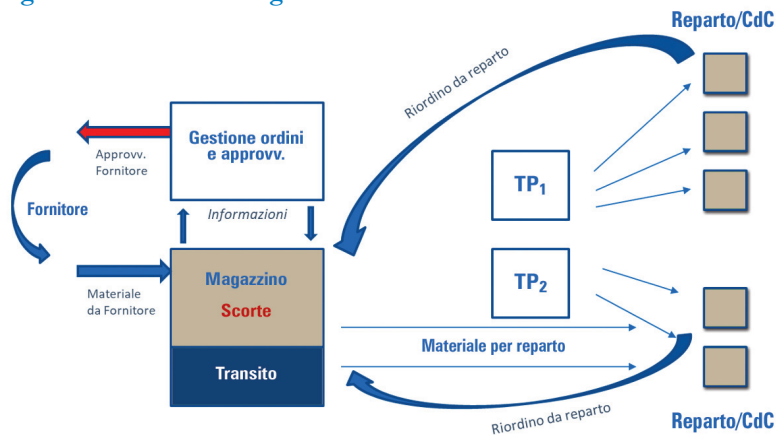 Reparto/CdC
Riordino da reparto
Gestione ordini
e approvv.
Approvv.
Fornitore
TP1
Fornitore
Informazioni
Magazzino
Scorte
TP2
Materiale
da Fornitore
Materiale per reparto
Transito
Riordino da reparto
Reparto/CdC